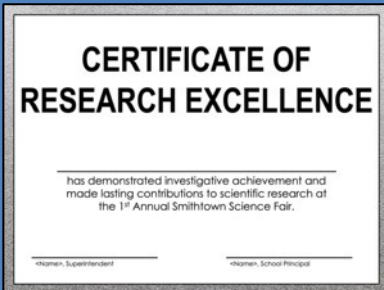 CERTIFICATE OF
RESEARCH EXCELLENCE
has demonstrated investigative achievement and
made lasting contributions to scientific research at
the 1st Annual Smithtown Science Fair.
<Name>, Superintendent
<Name>, School Principal